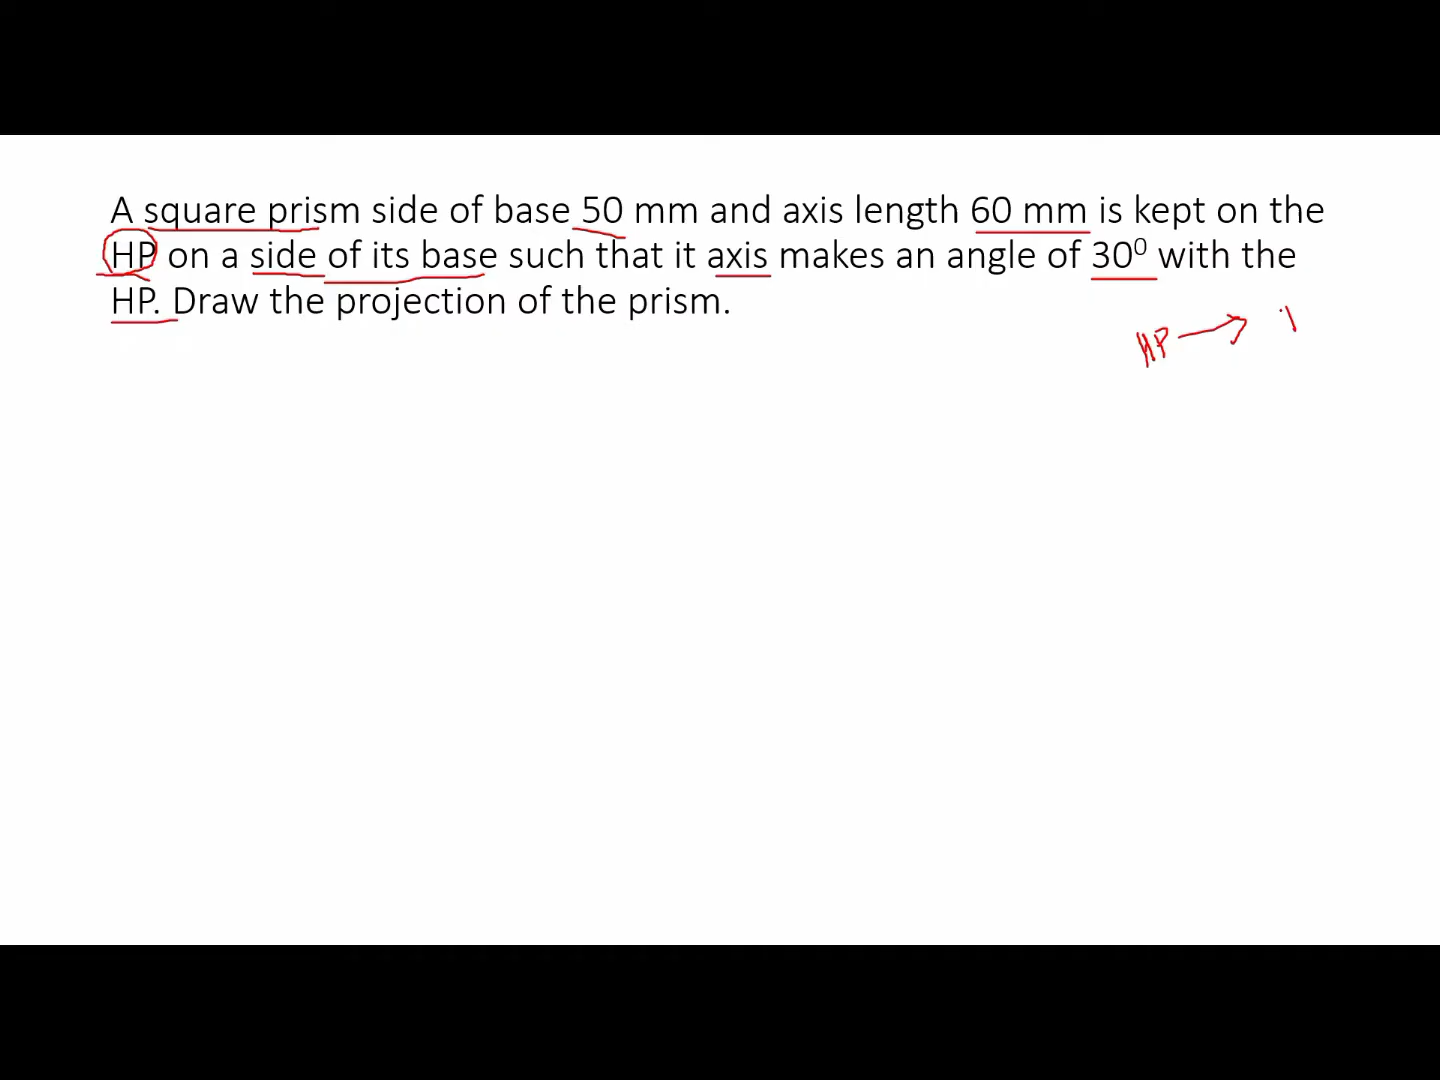 A square prism side of base 50 mm and axis length 60 mm is kept on the
HP on a side of its base such that it axis makes an angle of 30⁰ with the
HP. Draw the projection of the prism.
HP →